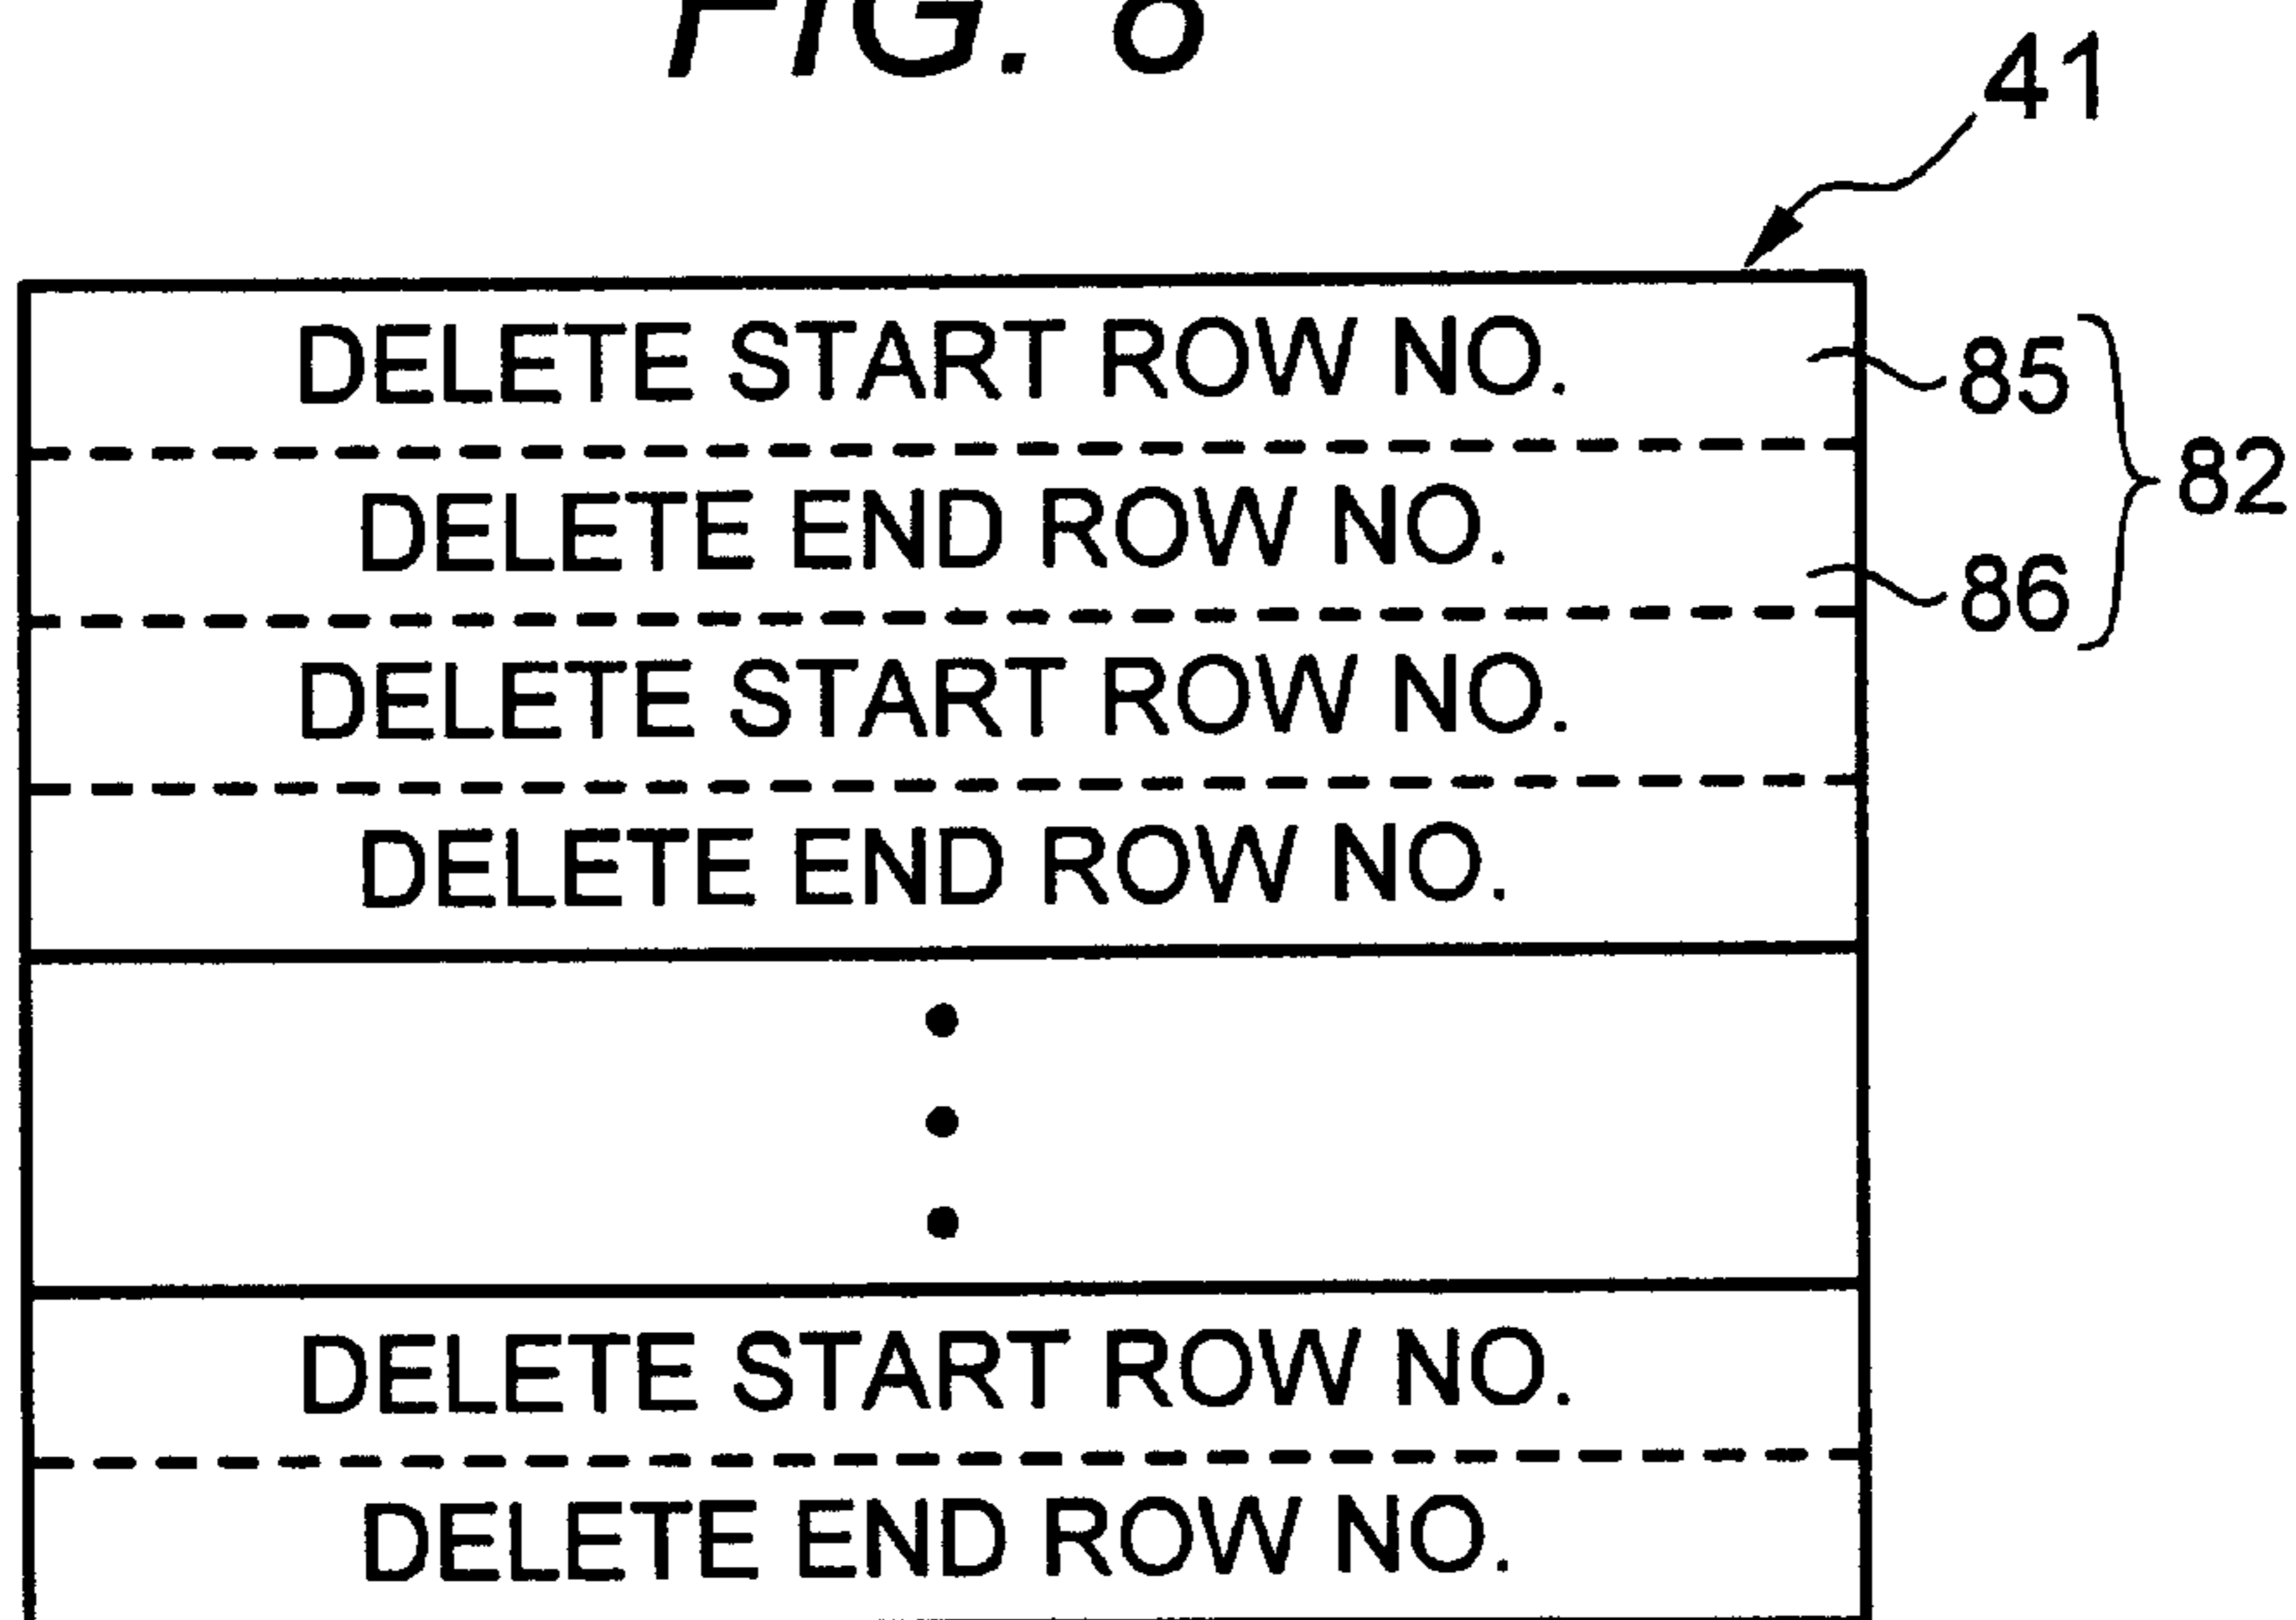 FIG. 8
41
DELETE START ROW NO.
85
82
DELETE END ROW NO.
86
DELETE START ROW NO.
DELETE END ROW NO.
DELETE START ROW NO.
DELETE END ROW NO.